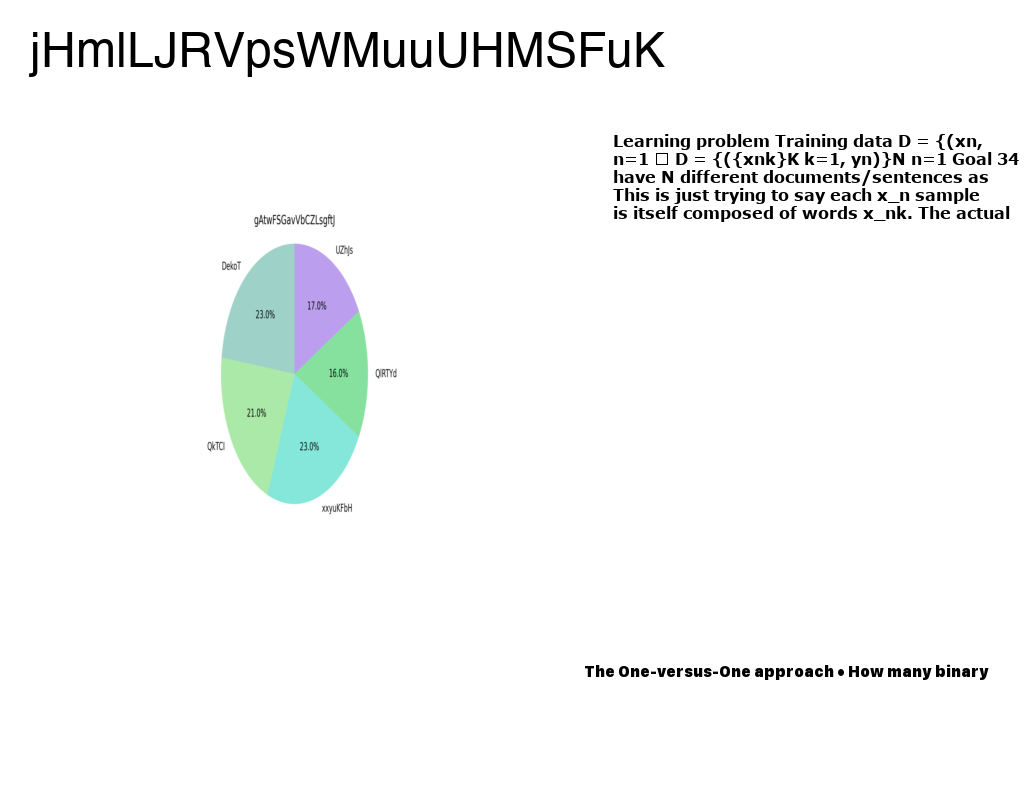 jHmlLJRVpsWMuuUHMSFuK
Learning problem Training data D = {(xn,
n=1 □ D = {({xnk}K k=1, yn)}N n=1 Goal 34
have N different documents/sentences as
This is just trying to say each x_n sample
is itself composed of words x_nk. The actual
gAtwFSGavVbCZLsgftJ
UZhJs
DekoT
17.0%
23.0%
16.0%
QIRTYd
21.0%
QkTCI
23.0%
xxyuKFbH
The One-versus-One approach • How many binary